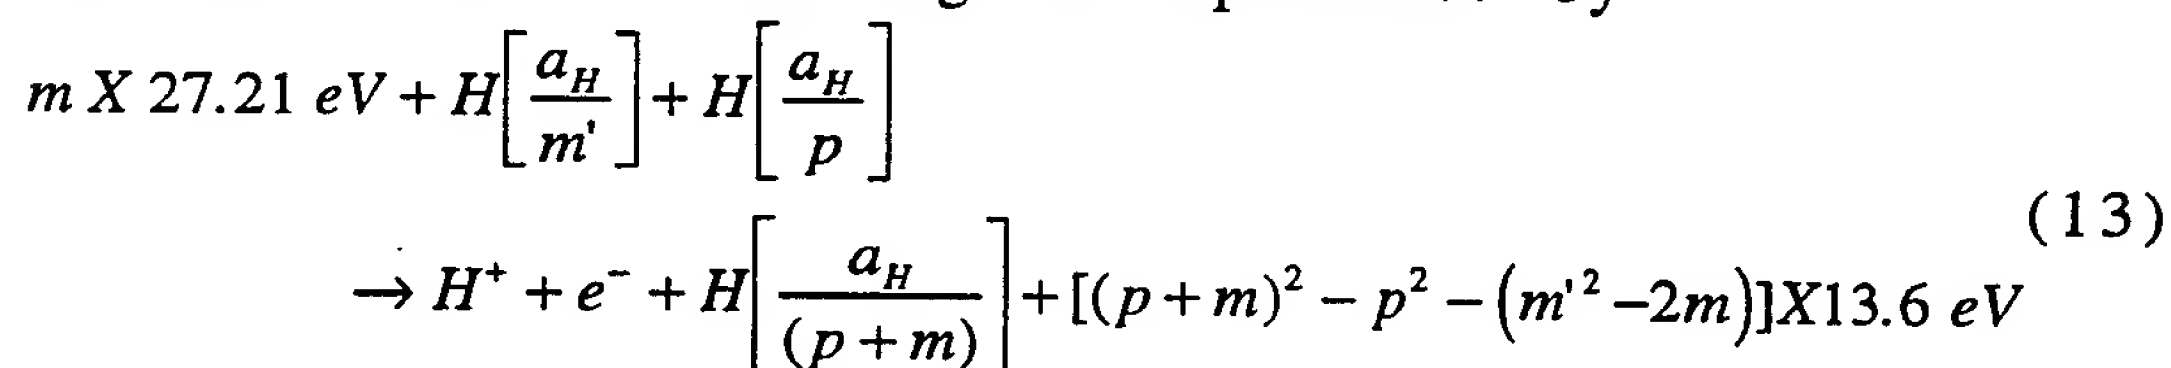 m X 27.21 eV + H[a_H/m'] + H[a_H/p]
→ H⁺ + e⁻ + H[a_H/(p+m)] + [(p+m)² − p² − (m'² −2m)]X13.6 eV (13)